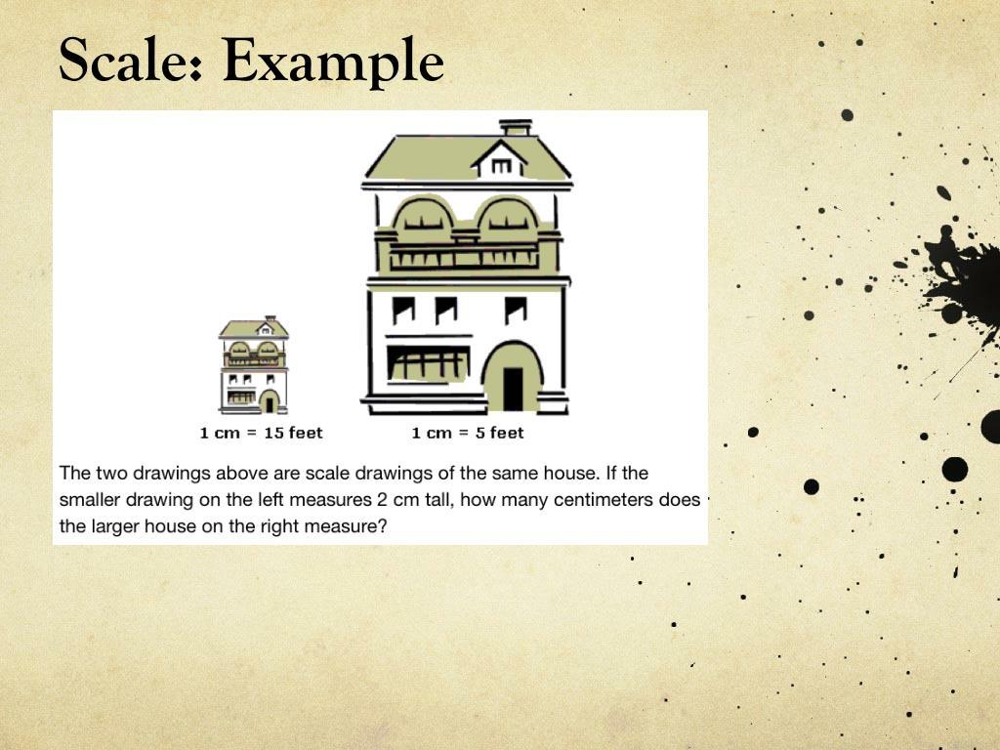 Scale: Example
1 cm = 15 feet
1 cm = 5 feet
The two drawings above are scale drawings of the same house. If the
smaller drawing on the left measures 2 cm tall, how many centimeters does
the larger house on the right measure?